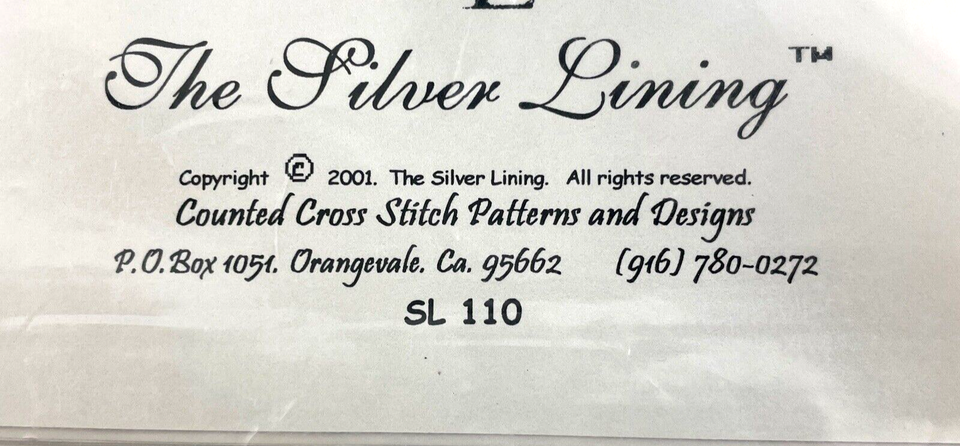 The Silver Lining™
Copyright © 2001. The Silver Lining. All rights reserved.
Counted Cross Stitch Patterns and Designs
P.O.Box 1051. Orangevale. Ca. 95662 (916) 780-0272
SL 110